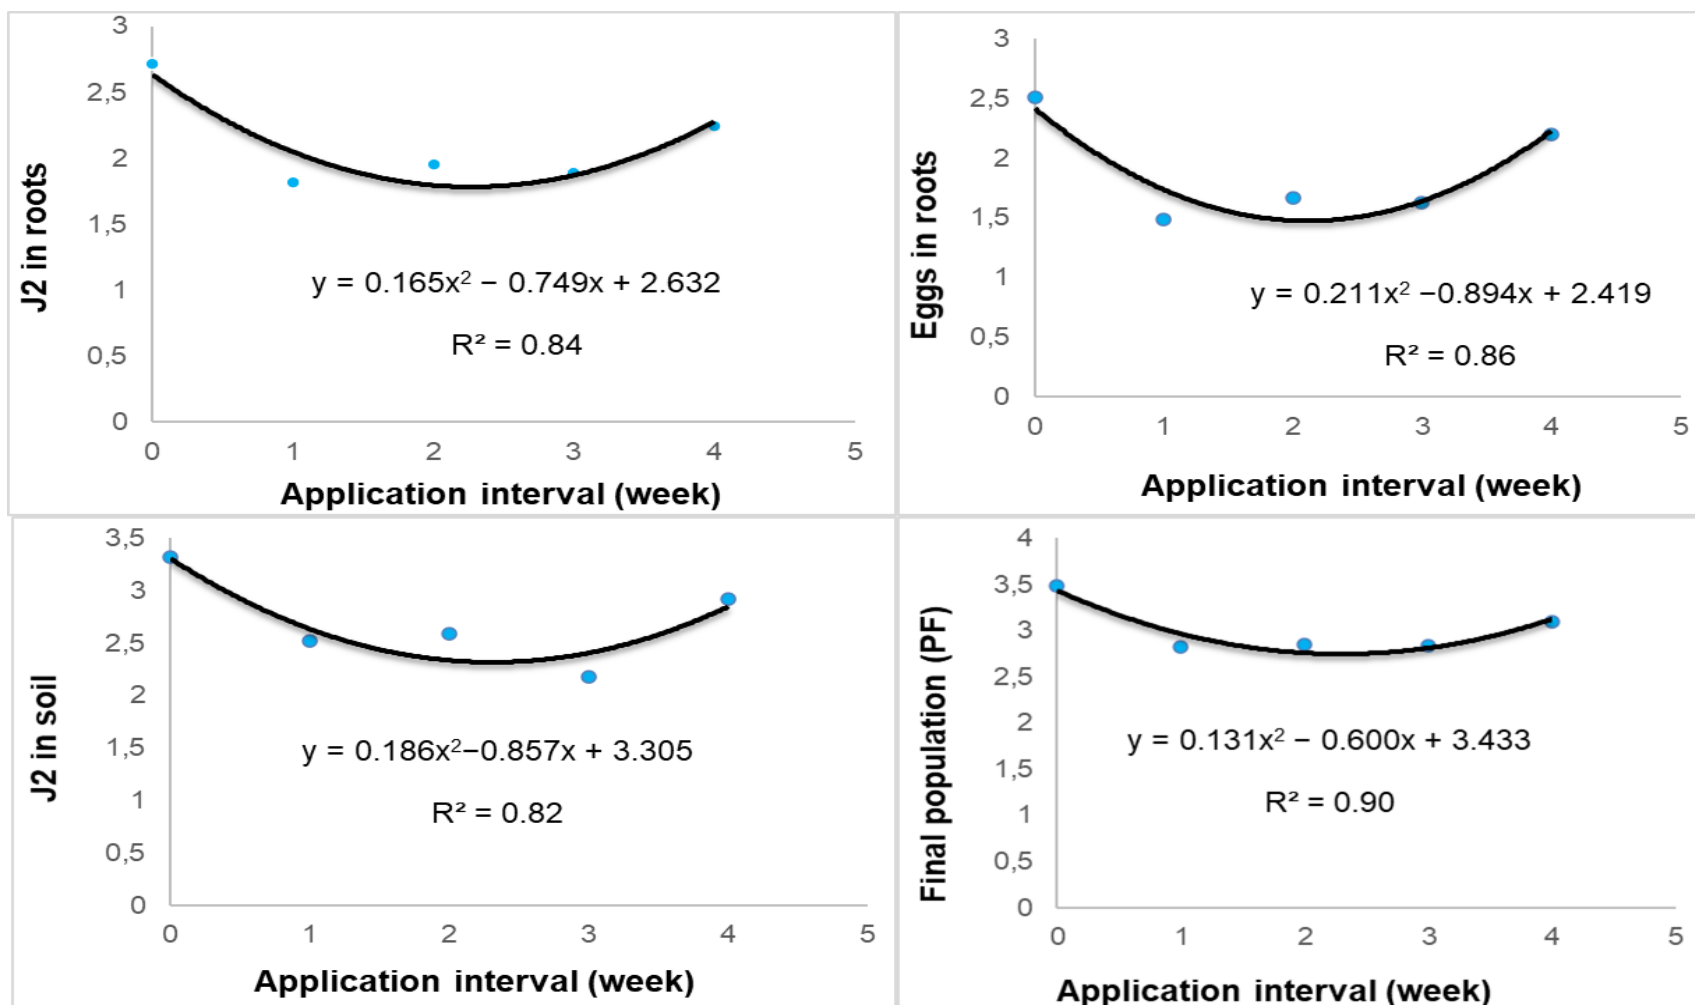 3
2,5
2
1,5
1
0,5
0
J2 in roots
y = 0.165x² − 0.749x + 2.632
R² = 0.84
0 1 2 3 4 5
Application interval (week)
3
2,5
2
1,5
1
0,5
0
Eggs in roots
y = 0.211x² −0.894x + 2.419
R² = 0.86
0 1 2 3 4 5
Application interval (week)
3,5
3
2,5
2
1,5
1
0,5
0
J2 in soil
y = 0.186x²−0.857x + 3.305
R² = 0.82
0 1 2 3 4 5
Application interval (week)
4
3,5
3
2,5
2
1,5
1
0,5
0
Final population (PF)
y = 0.131x² − 0.600x + 3.433
R² = 0.90
0 1 2 3 4 5
Application interval (week)